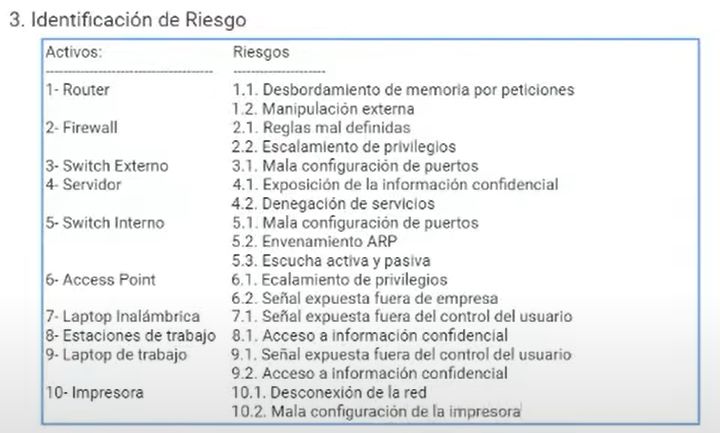 3. Identificación de Riesgo
Activos: Riesgos
------------------------------------ --------------------
1- Router 1.1. Desbordamiento de memoria por peticiones
1.2. Manipulación externa
2- Firewall 2.1. Reglas mal definidas
2.2. Escalamiento de privilegios
3- Switch Externo 3.1. Mala configuración de puertos
4- Servidor 4.1. Exposición de la información confidencial
4.2. Denegación de servicios
5- Switch Interno 5.1. Mala configuración de puertos
5.2. Envenamiento ARP
5.3. Escucha activa y pasiva
6- Access Point 6.1. Ecalamiento de privilegios
6.2. Señal expuesta fuera de empresa
7- Laptop Inalámbrica 7.1. Señal expuesta fuera del control del usuario
8- Estaciones de trabajo 8.1. Acceso a información confidencial
9- Laptop de trabajo 9.1. Señal expuesta fuera del control del usuario
9.2. Acceso a información confidencial
10- Impresora 10.1. Desconexión de la red
10.2. Mala configuración de la impresora